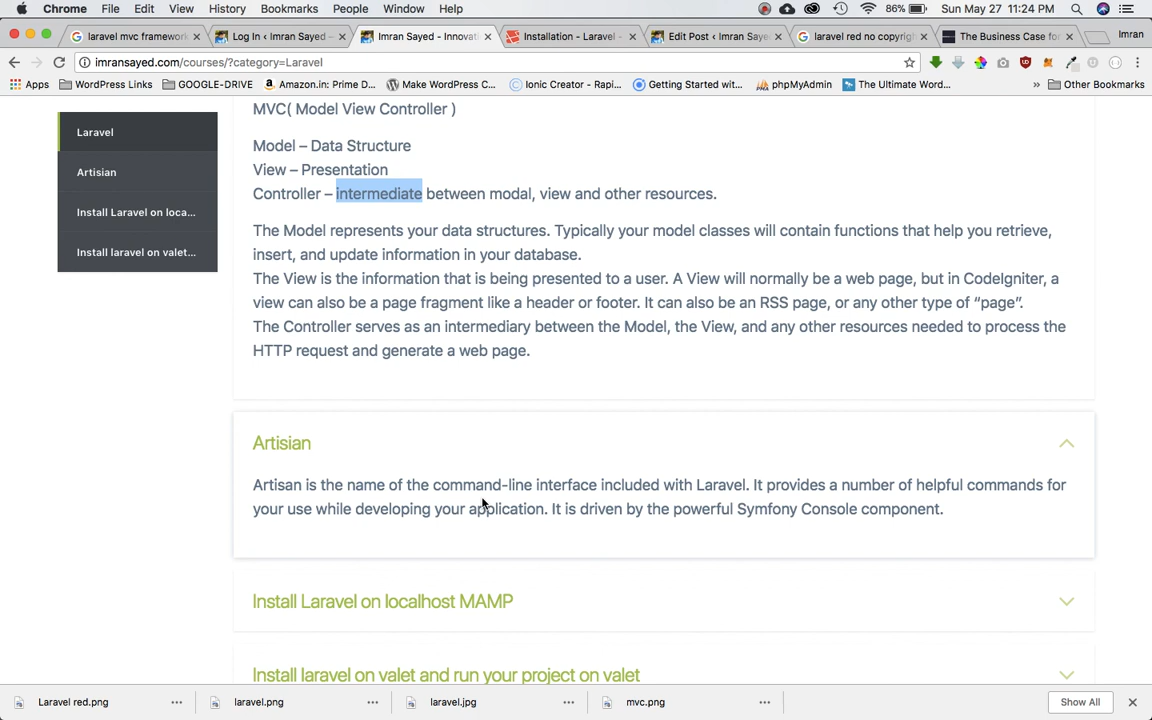 Chrome File Edit View History Bookmarks People Window Help 86% Sun May 27 11:24 PM
laravel mvc framework Log In ‹ Imran Sayed – Imran Sayed - Innovat Installation - Laravel - Edit Post ‹ Imran Sayed laravel red no copyrig The Business Case for Imran
imransayed.com/courses/?category=Laravel
Apps WordPress Links GOOGLE-DRIVE Amazon.in: Prime D... Make WordPress C... Ionic Creator - Rapi... Getting Started wit... phpMyAdmin The Ultimate Word... » Other Bookmarks
Laravel
Artisian
Install Laravel on loca...
Install laravel on valet...
MVC( Model View Controller )
Model – Data Structure
View – Presentation
Controller – intermediate between modal, view and other resources.
The Model represents your data structures. Typically your model classes will contain functions that help you retrieve,
insert, and update information in your database.
The View is the information that is being presented to a user. A View will normally be a web page, but in CodeIgniter, a
view can also be a page fragment like a header or footer. It can also be an RSS page, or any other type of “page”.
The Controller serves as an intermediary between the Model, the View, and any other resources needed to process the
HTTP request and generate a web page.
Artisian
Artisan is the name of the command-line interface included with Laravel. It provides a number of helpful commands for
your use while developing your application. It is driven by the powerful Symfony Console component.
Install Laravel on localhost MAMP
Install laravel on valet and run your project on valet
Laravel red.png laravel.png laravel.jpg mvc.png Show All